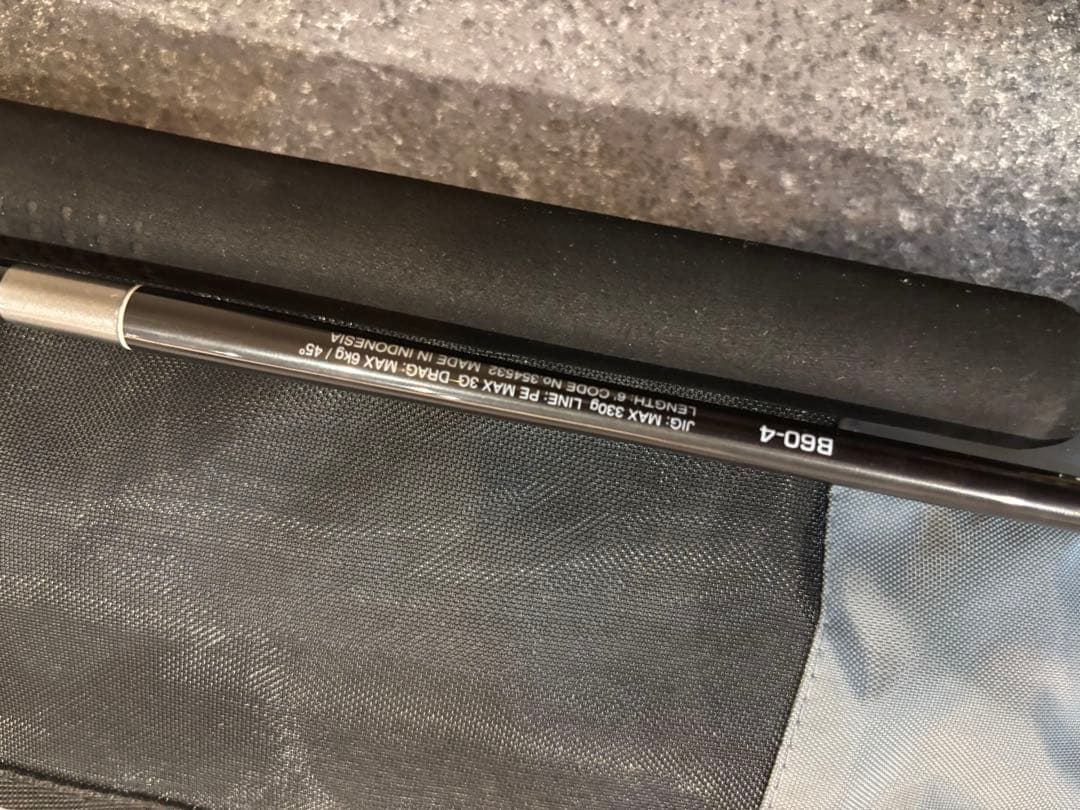 B60-4
JIG: MAX 330g LINE: PE MAX 3G DRAG: MAX 6kg / 45°
LENGTH: 6' CODE No.354532 MADE IN INDONESIA